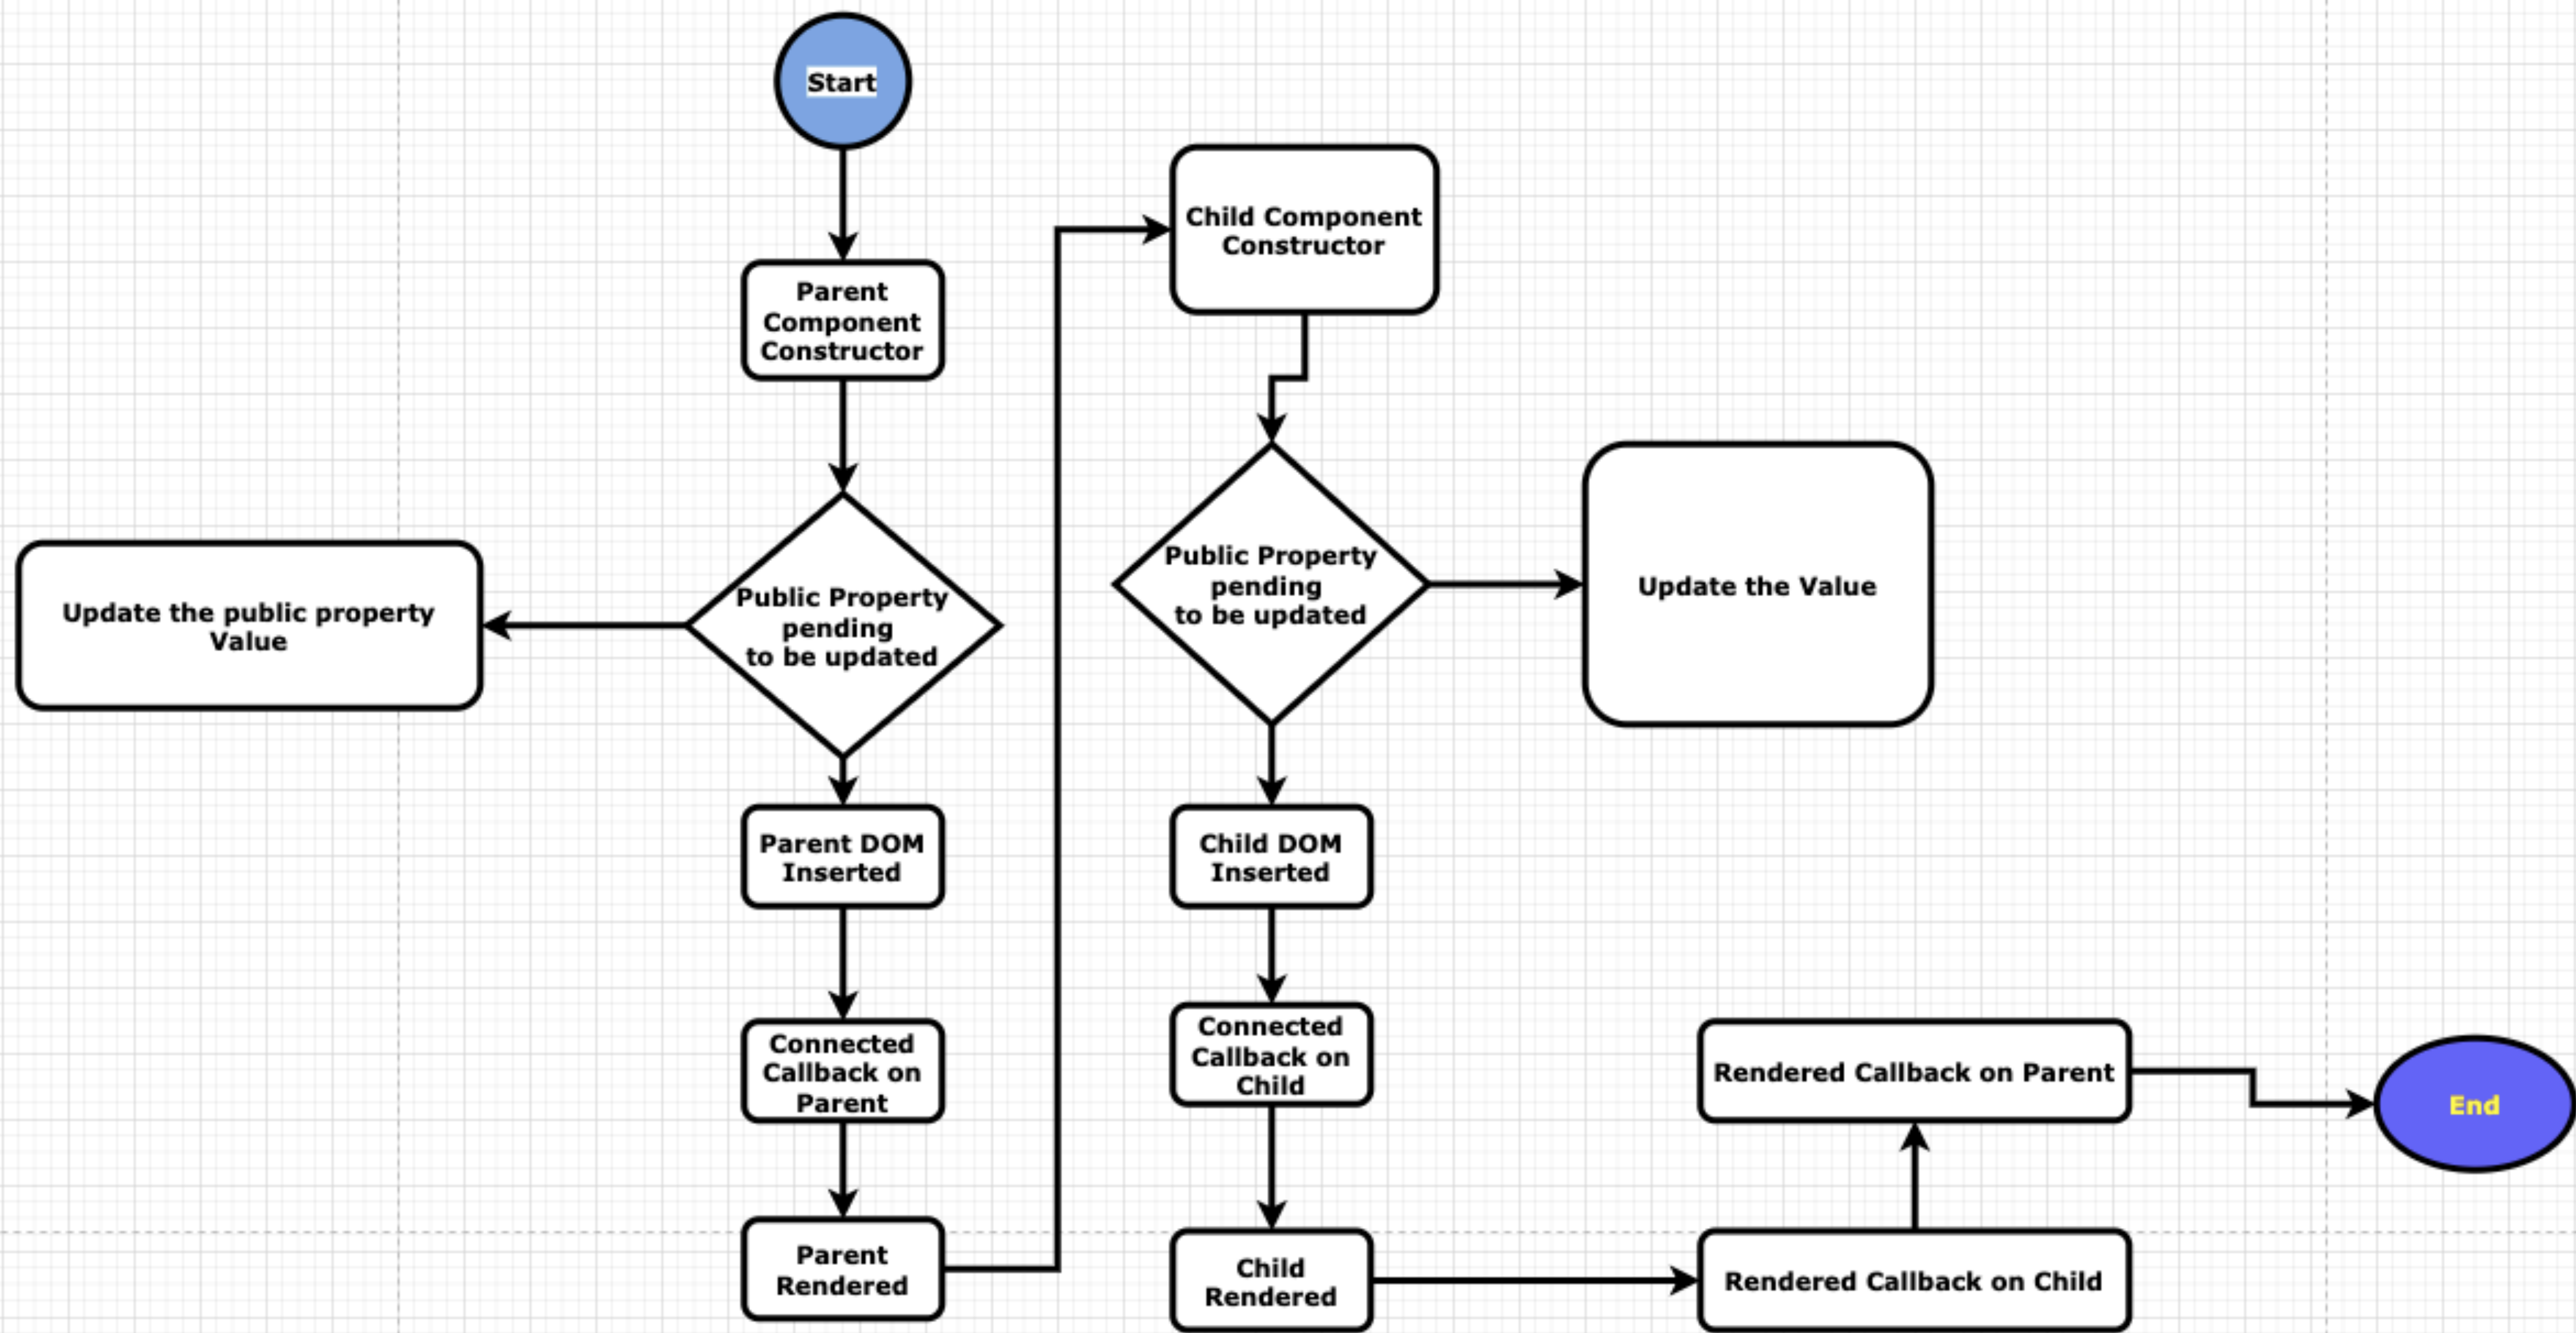 Start
Parent
Component
Constructor
Public Property
pending
to be updated
Update the public property
Value
Parent DOM
Inserted
Connected
Callback on
Parent
Parent
Rendered
Child Component
Constructor
Public Property
pending
to be updated
Update the Value
Child DOM
Inserted
Connected
Callback on
Child
Child
Rendered
Rendered Callback on Child
Rendered Callback on Parent
End